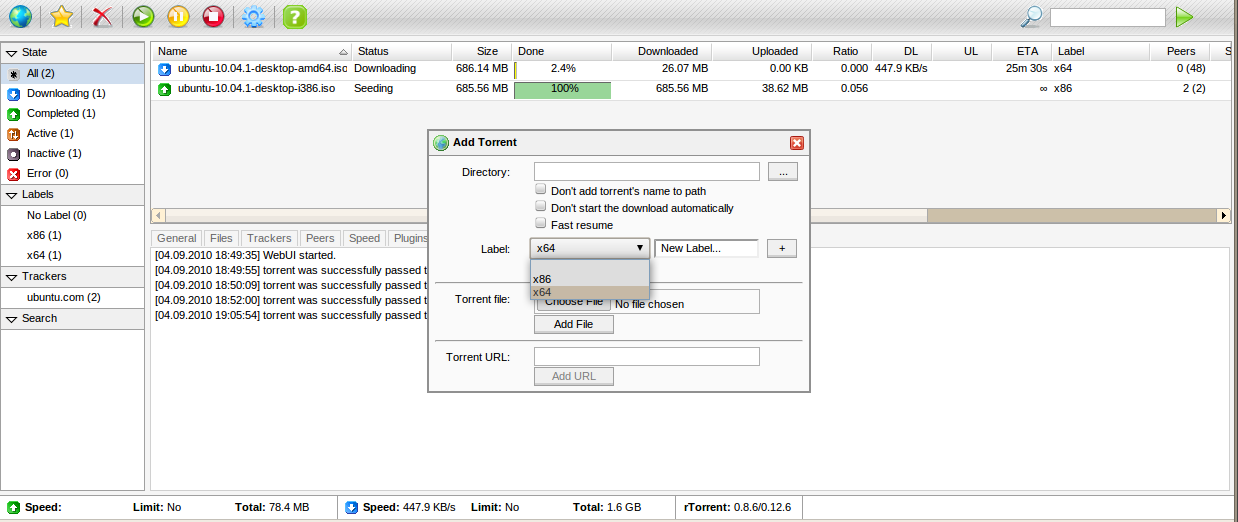 ?
State
All (2)
Downloading (1)
Completed (1)
Active (1)
Inactive (1)
Error (0)
Labels
No Label (0)
x86 (1)
x64 (1)
Trackers
ubuntu.com (2)
Search
Name Status Size Done Downloaded Uploaded Ratio DL UL ETA Label Peers S
ubuntu-10.04.1-desktop-amd64.iso Downloading 686.14 MB 2.4% 26.07 MB 0.00 KB 0.000 447.9 KB/s 25m 30s x64 0 (48)
ubuntu-10.04.1-desktop-i386.iso Seeding 685.56 MB 100% 685.56 MB 38.62 MB 0.056 ∞ x86 2 (2)
General Files Trackers Peers Speed Plugins
[04.09.2010 18:49:35] WebUI started.
[04.09.2010 18:49:55] torrent was successfully passed t
[04.09.2010 18:50:09] torrent was successfully passed t
[04.09.2010 18:52:00] torrent was successfully passed t
[04.09.2010 19:05:54] torrent was successfully passed t
Add Torrent
Directory: ...
Don't add torrent's name to path
Don't start the download automatically
Fast resume
Label: x64 New Label... +
x86
x64
Torrent file: Choose File No file chosen
Add File
Torrent URL:
Add URL
Speed: Limit: No Total: 78.4 MB Speed: 447.9 KB/s Limit: No Total: 1.6 GB rTorrent: 0.8.6/0.12.6